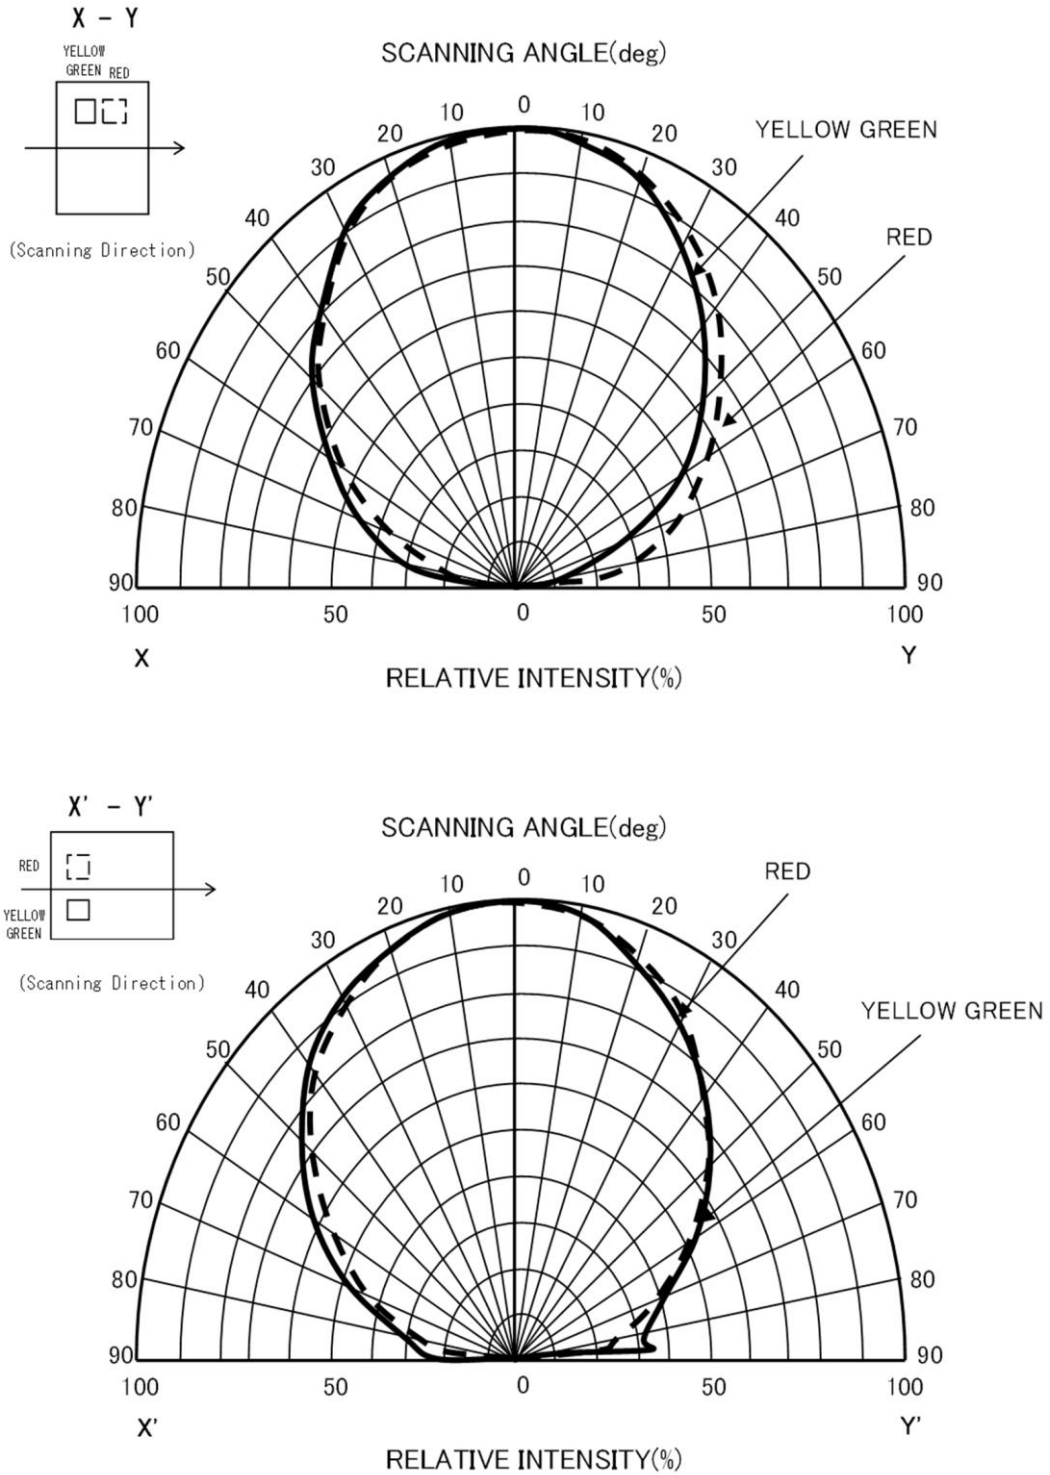 X - Y
YELLOW
GREEN RED
(Scanning Direction)
SCANNING ANGLE(deg)
0
10 10
20 20
30 30
40 40
50 50
60 60
70 70
80 80
90 90
YELLOW GREEN
RED
100 50 0 50 100
X Y
RELATIVE INTENSITY(%)
X' - Y'
RED
YELLOW
GREEN
(Scanning Direction)
SCANNING ANGLE(deg)
0
10 10
20 20
30 30
40 40
50 50
60 60
70 70
80 80
90 90
RED
YELLOW GREEN
100 50 0 50 100
X' Y'
RELATIVE INTENSITY(%)